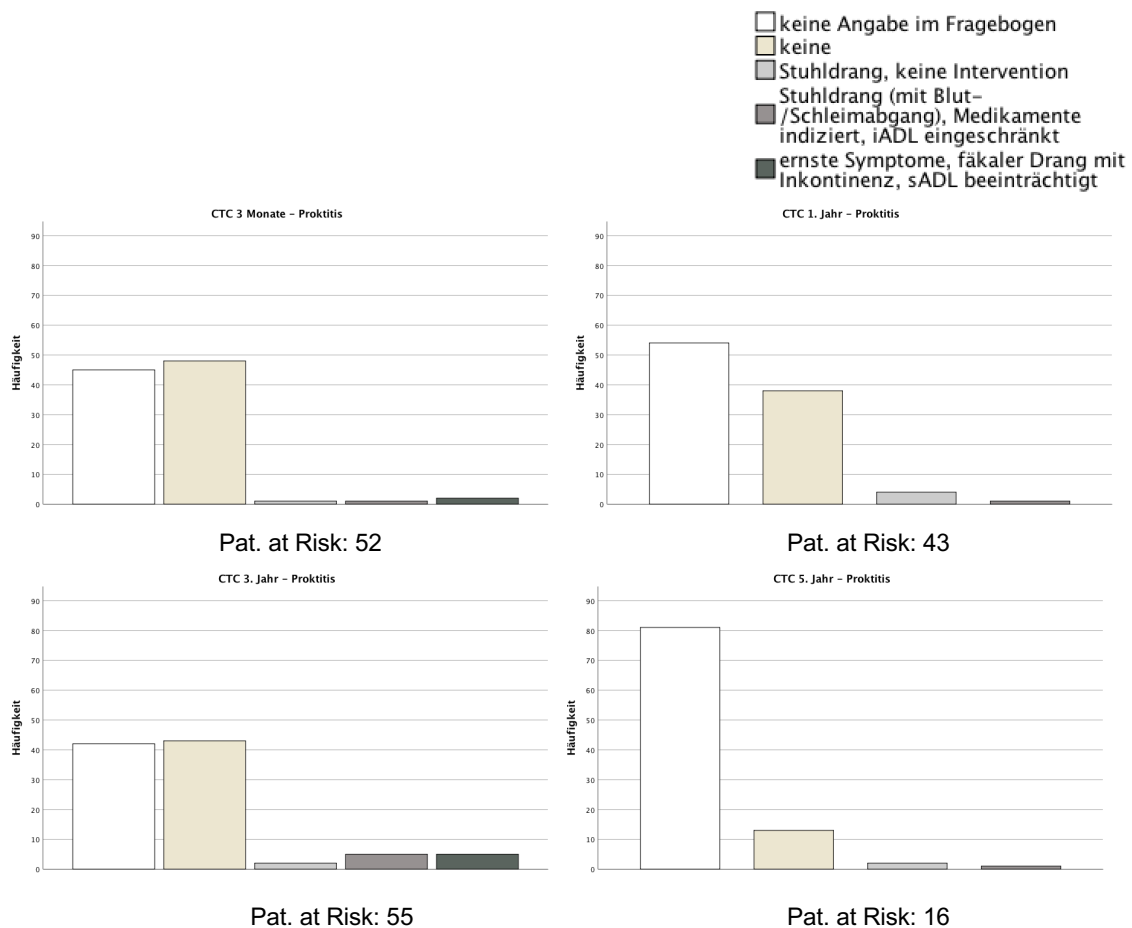 keine Angabe im Fragebogen
keine
Stuhldrang, keine Intervention
Stuhldrang (mit Blut-
/Schleimabgang), Medikamente
indiziert, iADL eingeschränkt
ernste Symptome, fäkaler Drang mit
Inkontinenz, sADL beeinträchtigt
CTC 3 Monate - Proktitis
90
80
70
60
50
40
30
20
10
0
Häufigkeit
Pat. at Risk: 52
CTC 1. Jahr - Proktitis
90
80
70
60
50
40
30
20
10
0
Häufigkeit
Pat. at Risk: 43
CTC 3. Jahr - Proktitis
90
80
70
60
50
40
30
20
10
0
Häufigkeit
Pat. at Risk: 55
CTC 5. Jahr - Proktitis
90
80
70
60
50
40
30
20
10
0
Häufigkeit
Pat. at Risk: 16